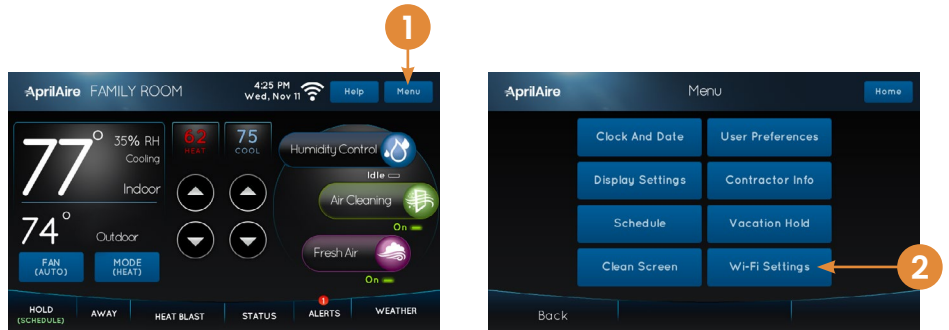 1
AprilAire FAMILY ROOM
4:25 PM
Wed, Nov 11
Help
Menu
77°
35% RH
Cooling
Indoor
74°
Outdoor
FAN
(AUTO)
MODE
(HEAT)
62
HEAT
75
COOL
Humidity Control
Idle
Air Cleaning
On
Fresh Air
On
HOLD
(SCHEDULE)
AWAY
HEAT BLAST
STATUS
1
ALERTS
WEATHER
AprilAire
Menu
Home
Clock And Date
User Preferences
Display Settings
Contractor Info
Schedule
Vacation Hold
Clean Screen
Wi-Fi Settings
2
Back